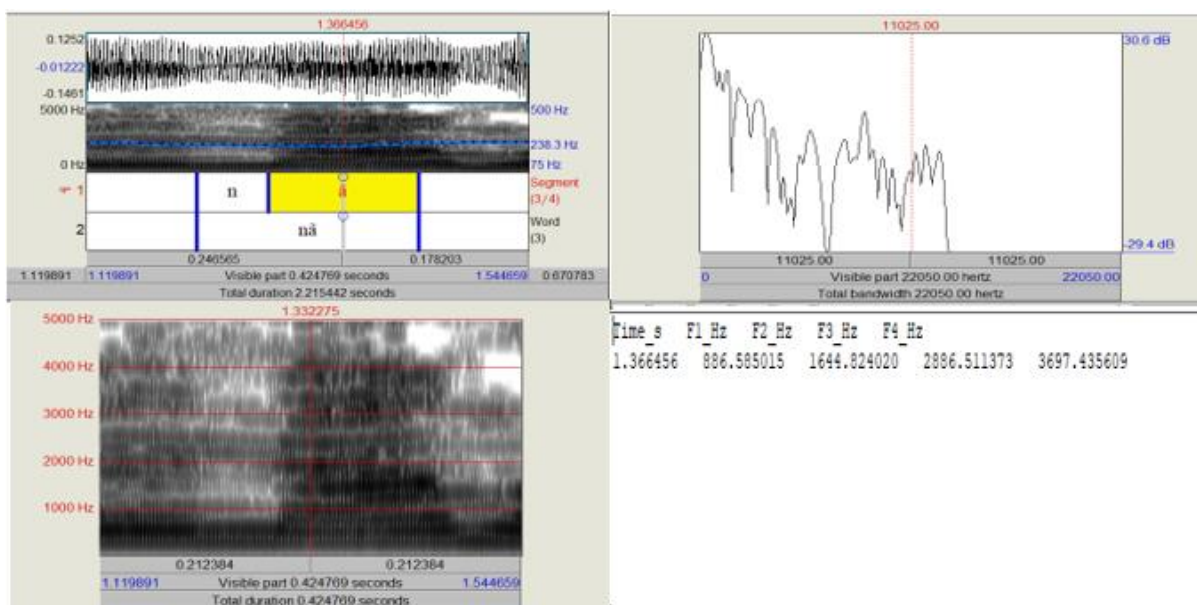 1.366456
0.1252
-0.01222
-0.1461
5000 Hz
500 Hz
238.3 Hz
0 Hz
75 Hz
1
n
ã
Segment
(3/4)
2
nã
Word
(3)
0.246565
0.178203
1.119891
1.119891
Visible part 0.424769 seconds
1.544659
0.670783
Total duration 2.215442 seconds
11025.00
30.6 dB
-29.4 dB
11025.00
11025.00
0
Visible part 22050.00 hertz
22050.00
Total bandwidth 22050.00 hertz
1.332275
5000 Hz
4000 Hz
3000 Hz
2000 Hz
1000 Hz
0.212384
0.212384
1.119891
Visible part 0.424769 seconds
1.544659
Total duration 0.424769 seconds
Time_s F1_Hz F2_Hz F3_Hz F4_Hz
1.366456 886.585015 1644.824020 2886.511373 3697.435609